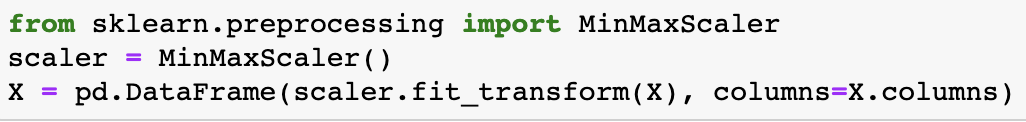 from sklearn.preprocessing import MinMaxScaler
scaler = MinMaxScaler()
X = pd.DataFrame(scaler.fit_transform(X), columns=X.columns)